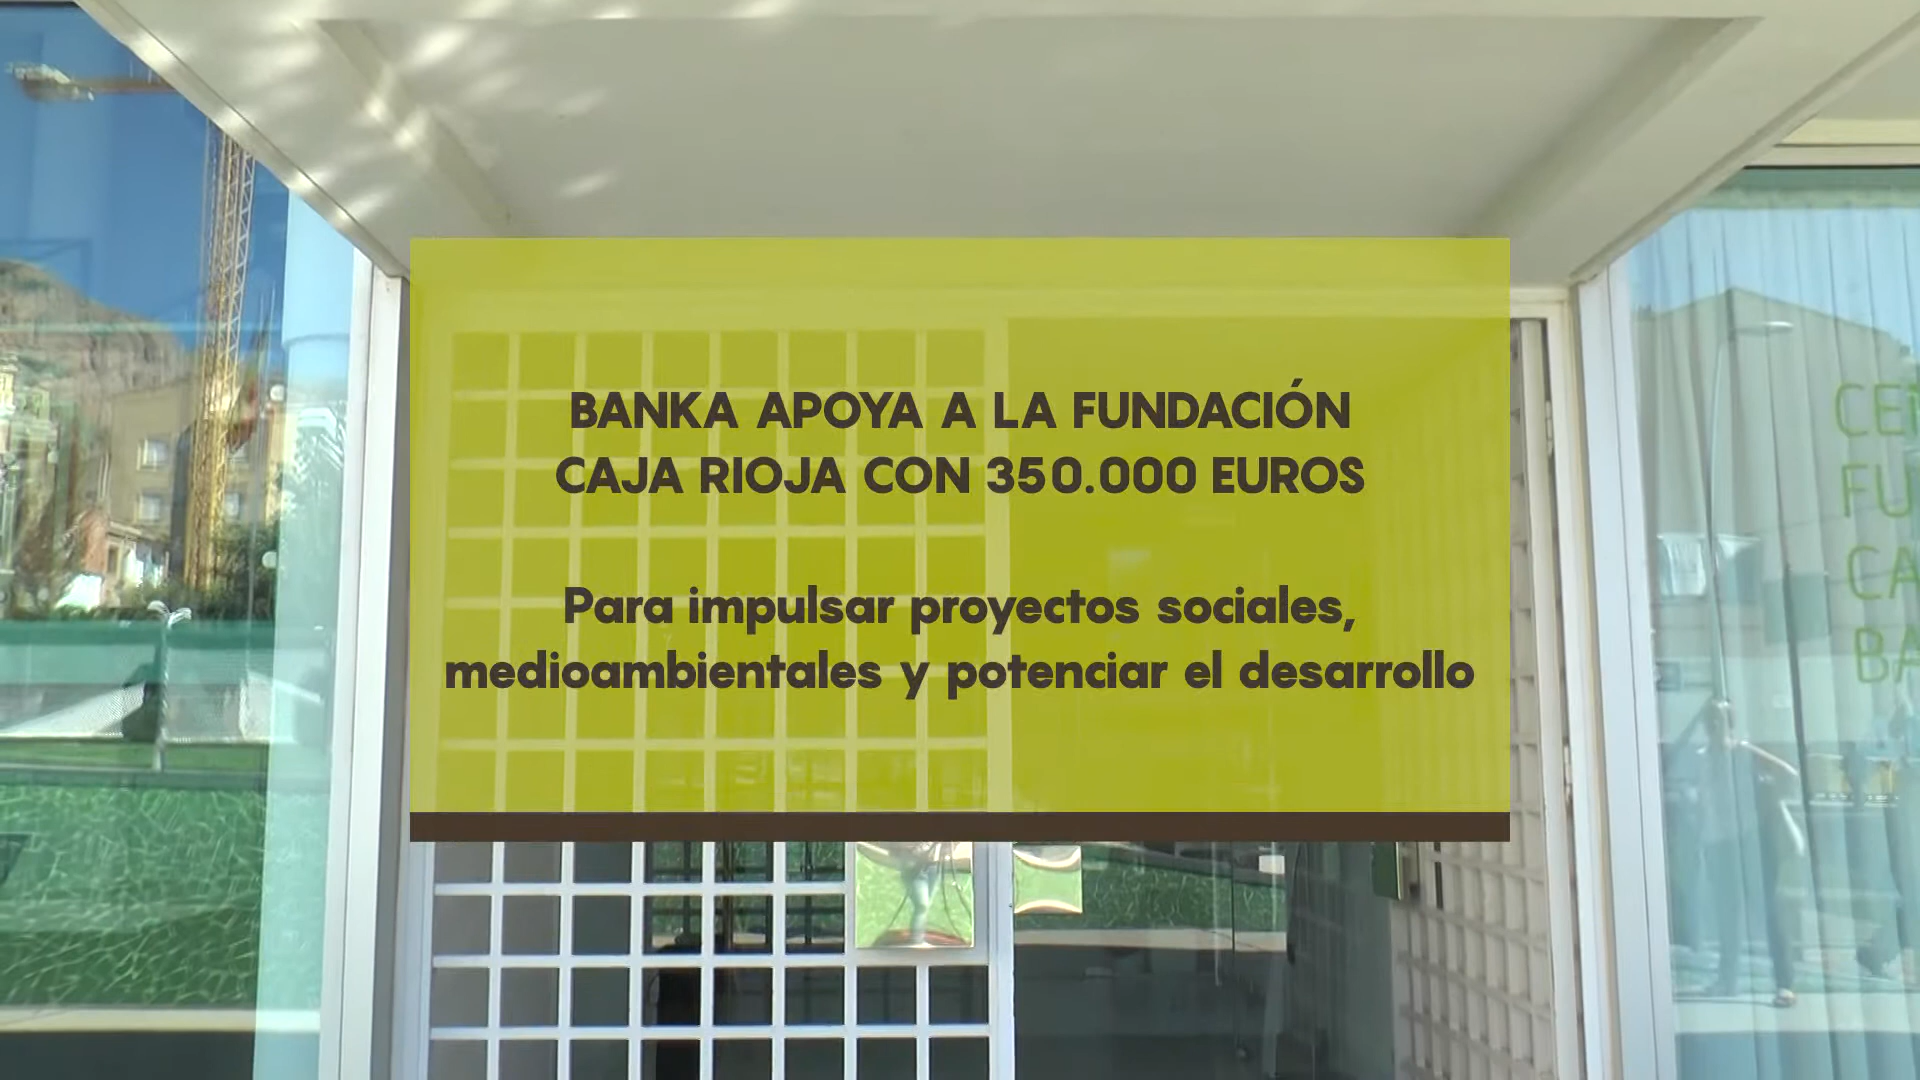 BANKA APOYA A LA FUNDACIÓN
CAJA RIOJA CON 350.000 EUROS
Para impulsar proyectos sociales,
medioambientales y potenciar el desarrollo